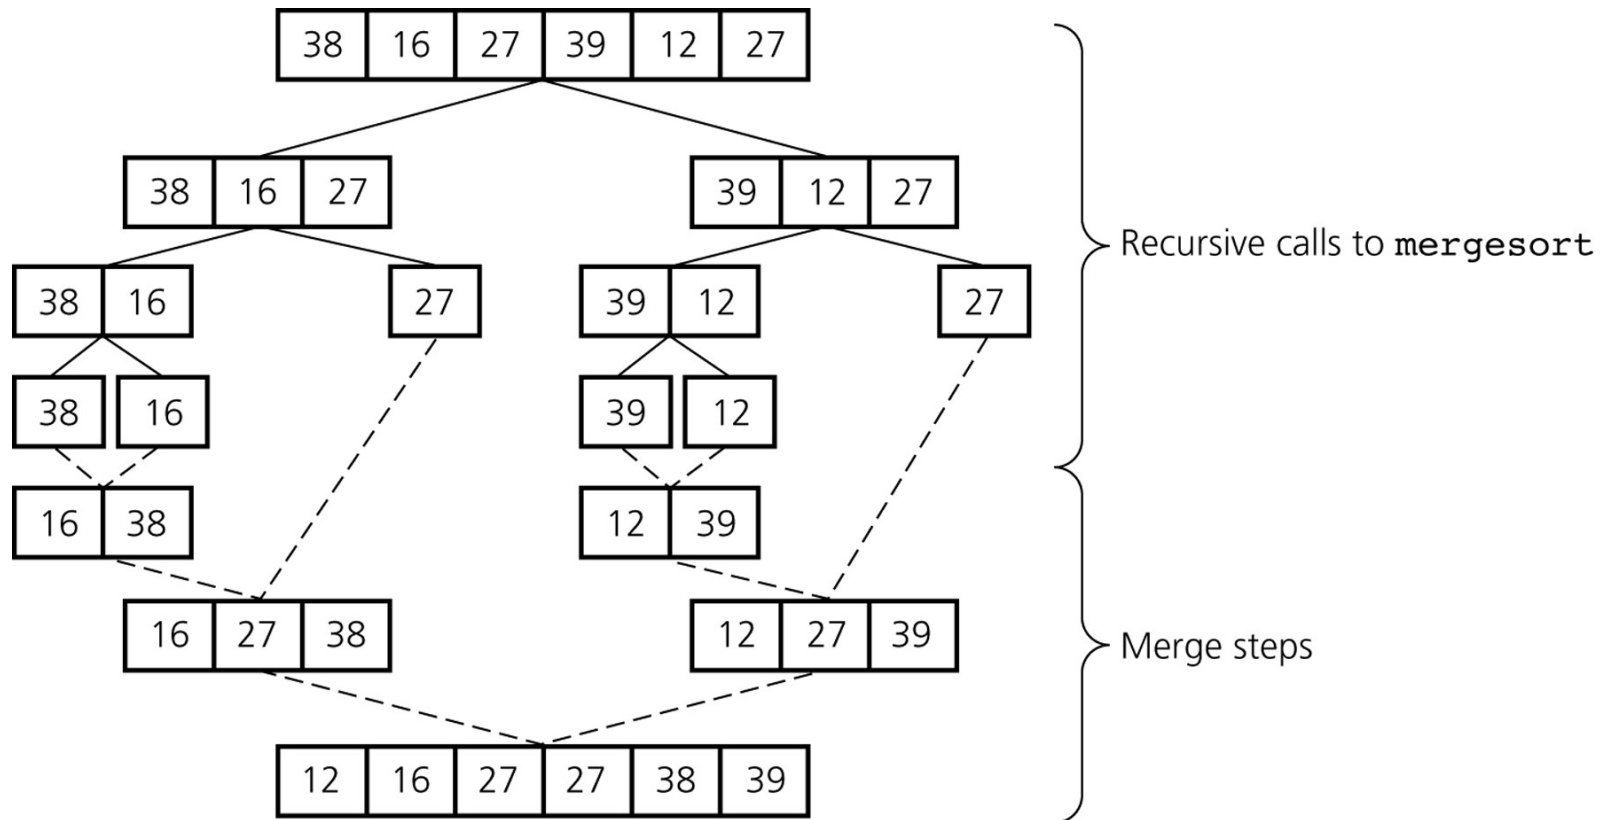 38 16 27 39 12 27
38 16 27
39 12 27
Recursive calls to mergesort
38 16
27
39 12
27
38
16
39
12
16 38
12 39
16 27 38
12 27 39
Merge steps
12 16 27 27 38 39